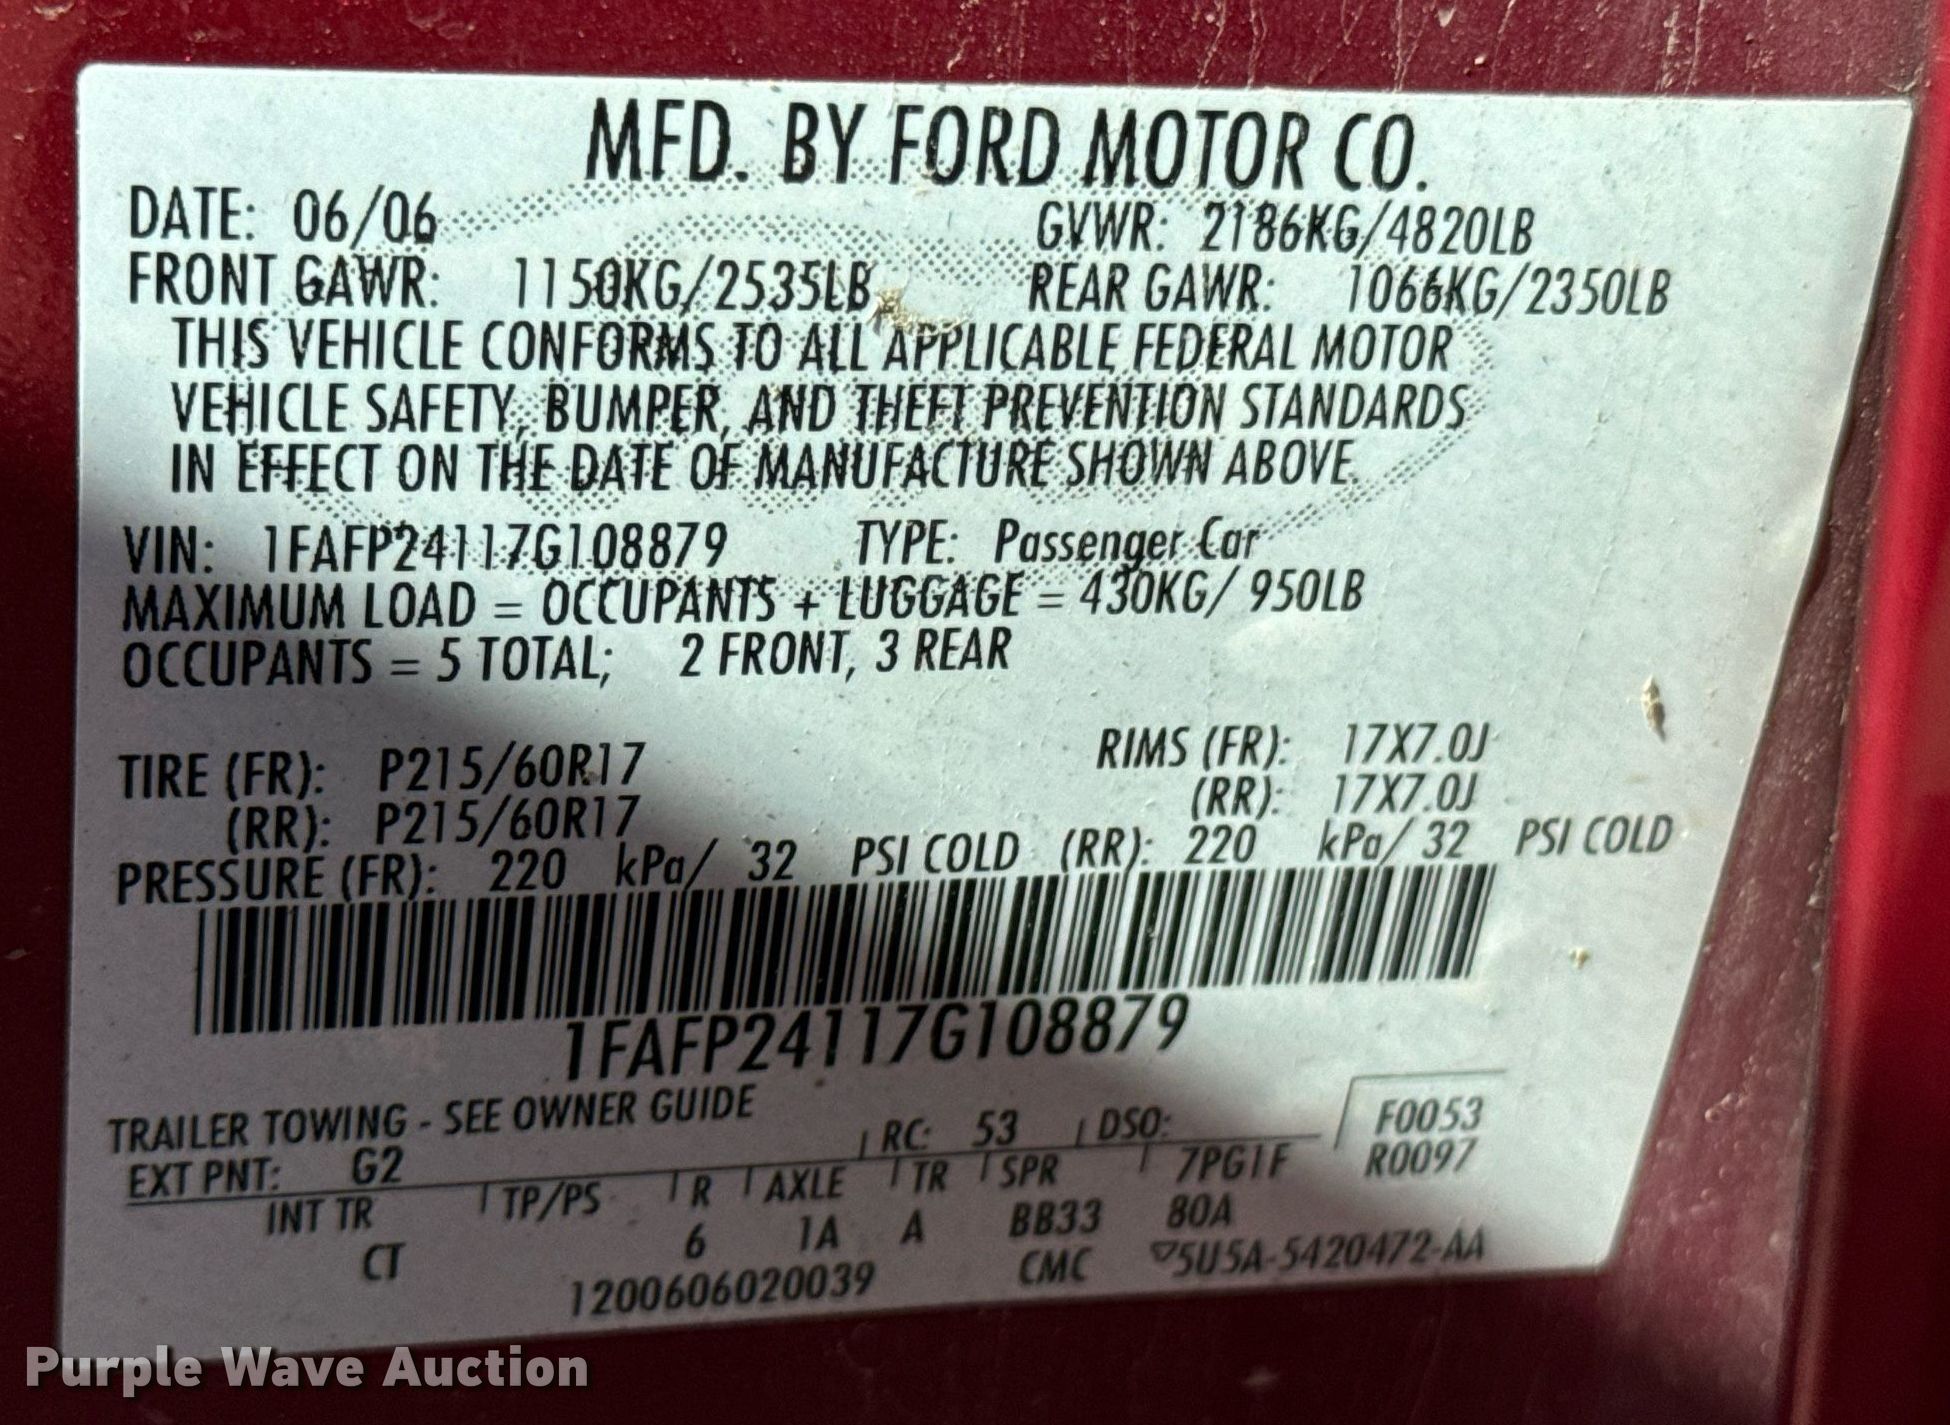 MFD. BY FORD MOTOR CO.
DATE: 06/06 GVWR: 2186KG/4820LB
FRONT GAWR: 1150KG/2535LB REAR GAWR: 1066KG/2350LB
THIS VEHICLE CONFORMS TO ALL APPLICABLE FEDERAL MOTOR
VEHICLE SAFETY, BUMPER, AND THEFT PREVENTION STANDARDS
IN EFFECT ON THE DATE OF MANUFACTURE SHOWN ABOVE.
VIN: 1FAFP24117G108879 TYPE: Passenger Car
MAXIMUM LOAD = OCCUPANTS + LUGGAGE = 430KG/ 950LB
OCCUPANTS = 5 TOTAL; 2 FRONT, 3 REAR
TIRE (FR): P215/60R17 RIMS (FR): 17X7.0J
(RR): P215/60R17 (RR): 17X7.0J
PRESSURE (FR): 220 kPa/ 32 PSI COLD (RR): 220 kPa/ 32 PSI COLD
1FAFP24117G108879
TRAILER TOWING - SEE OWNER GUIDE
EXT PNT: G2 RC: 53 DSO: F0053
INT TR TP/PS R AXLE TR SPR 7PG1F R0097
CT 6 1A A BB33 80A
1200606020039 CMC ▽5U5A-5420472-AA
Purple Wave Auction